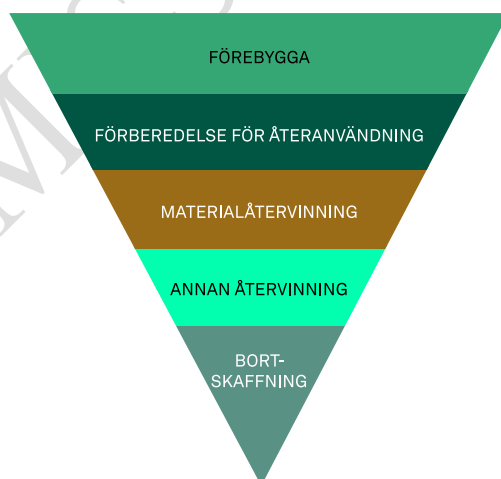 FÖREBYGGA
FÖRBEREDELSE FÖR ÅTERANVÄNDNING
MATERIALÅTERVINNING
ANNAN ÅTERVINNING
BORT-
SKAFFNING